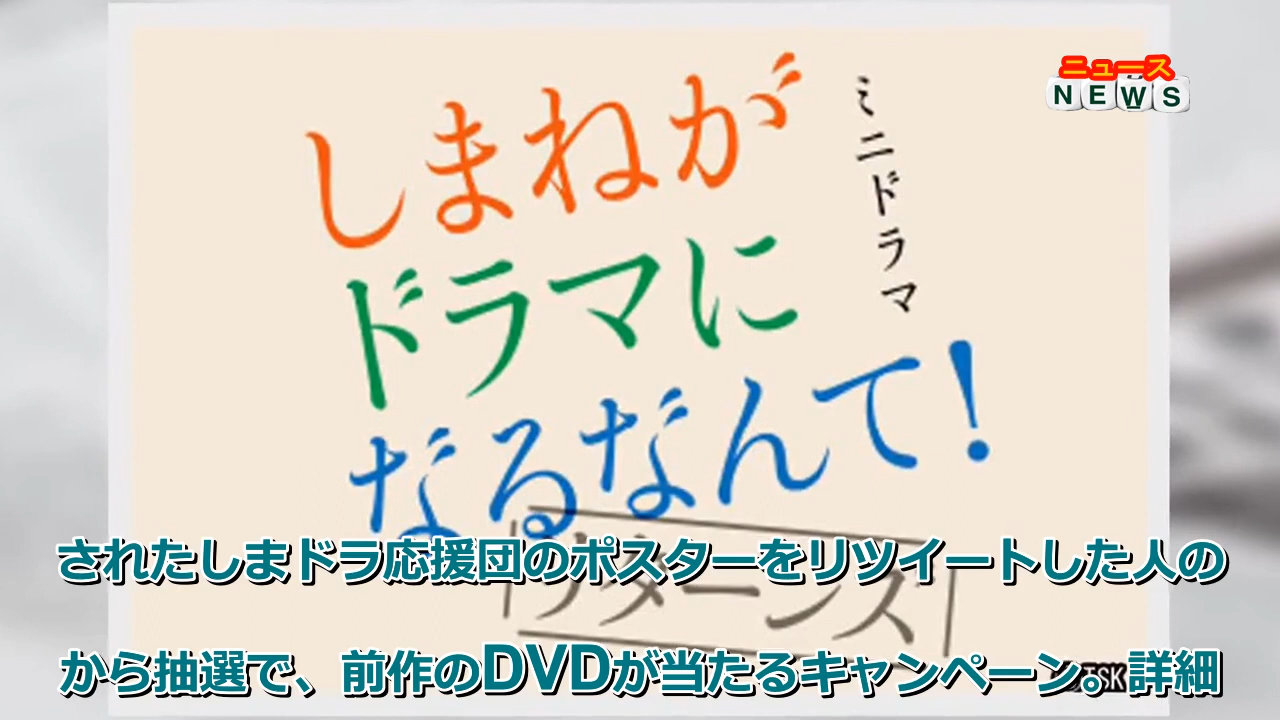 ニュース
NEWS
ミニドラマ
しまねが
ドラマに
だるなんて!
リターンズ
されたしまドラ応援団のポスターをリツイートした人の
から抽選で、前作のDVDが当たるキャンペーン。詳細
TSK